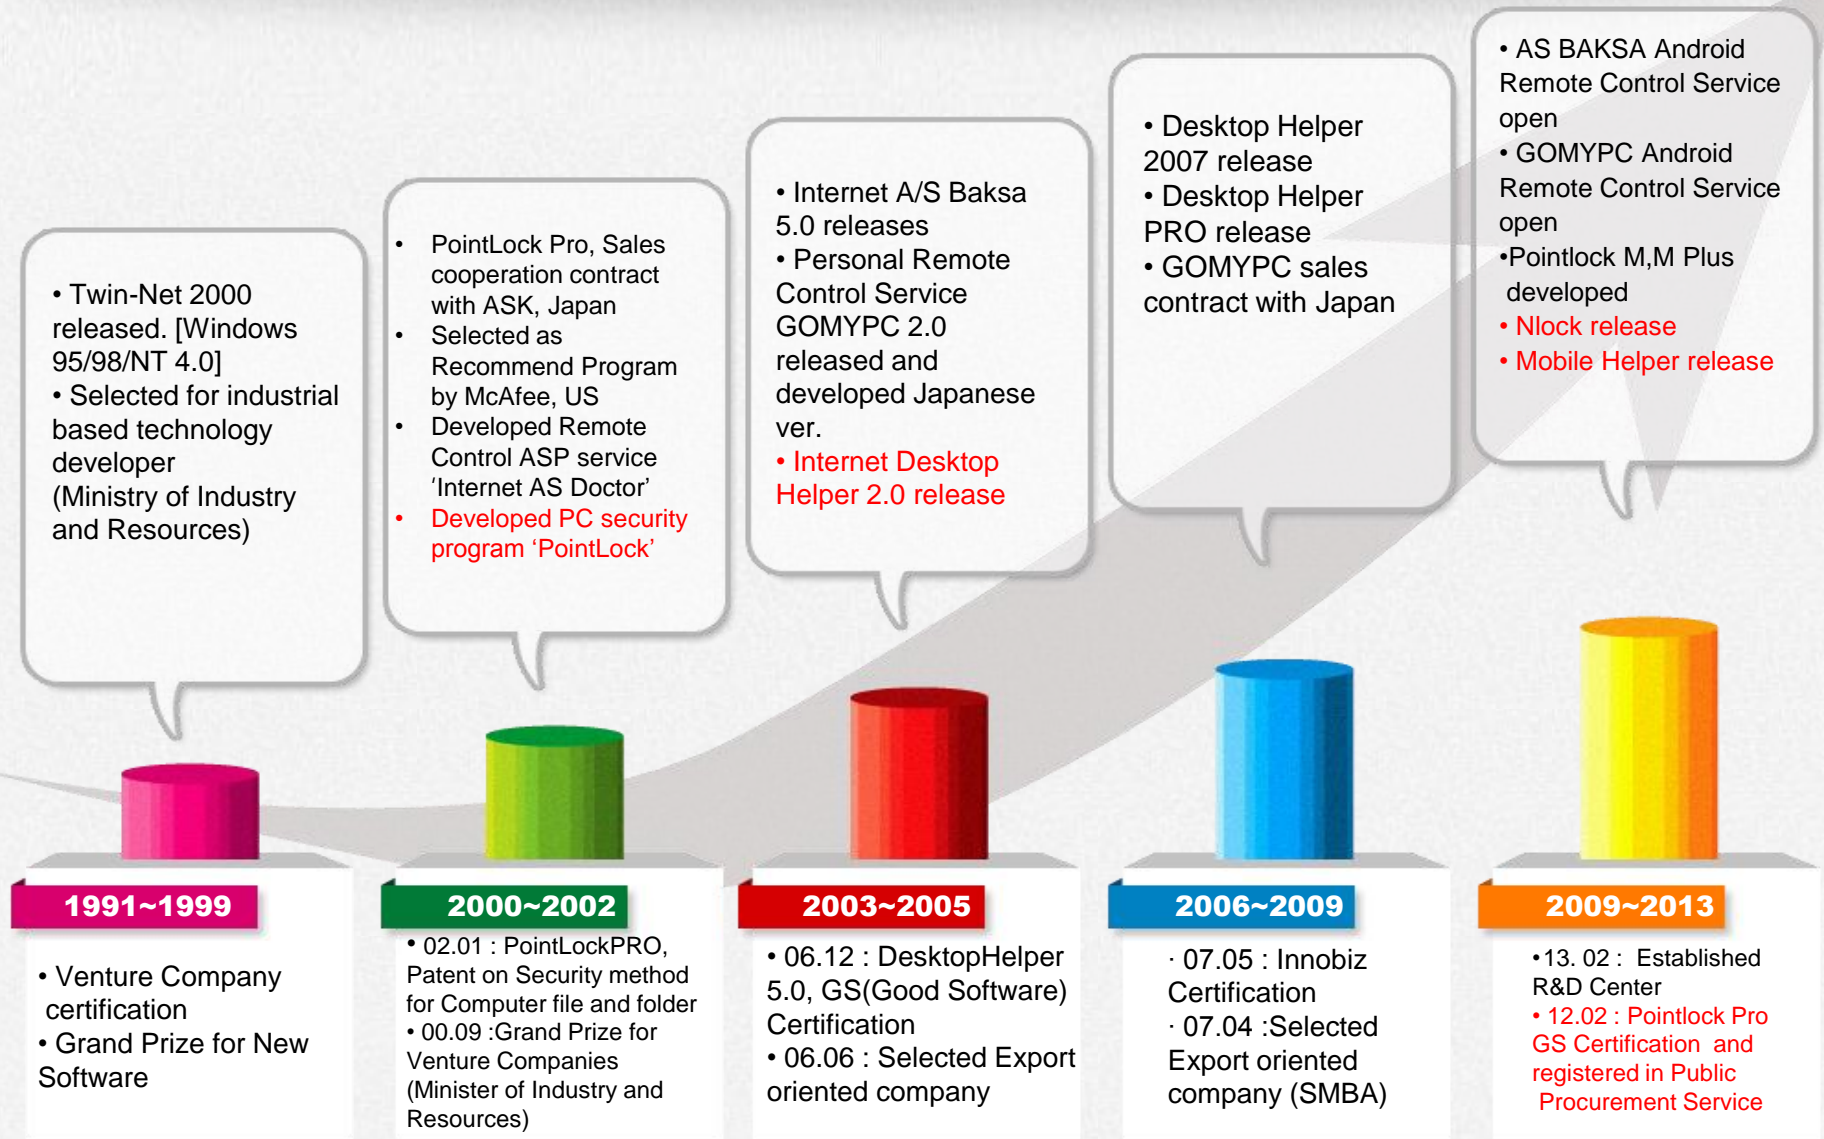 • Twin-Net 2000
released. [Windows
95/98/NT 4.0]
• Selected for industrial
based technology
developer
(Ministry of Industry
and Resources)
• PointLock Pro, Sales
cooperation contract
with ASK, Japan
• Selected as
Recommend Program
by McAfee, US
• Developed Remote
Control ASP service
'Internet AS Doctor’
• Developed PC security
program ‘PointLock’
• Internet A/S Baksa
5.0 releases
• Personal Remote
Control Service
GOMYPC 2.0
released and
developed Japanese
ver.
• Internet Desktop
Helper 2.0 release
• Desktop Helper
2007 release
• Desktop Helper
PRO release
• GOMYPC sales
contract with Japan
• AS BAKSA Android
Remote Control Service
open
• GOMYPC Android
Remote Control Service
open
•Pointlock M,M Plus
developed
• Nlock release
• Mobile Helper release
1991~1999
• Venture Company
certification
• Grand Prize for New
Software
2000~2002
• 02.01 : PointLockPRO,
Patent on Security method
for Computer file and folder
• 00.09 :Grand Prize for
Venture Companies
(Minister of Industry and
Resources)
2003~2005
• 06.12 : DesktopHelper
5.0, GS(Good Software)
Certification
• 06.06 : Selected Export
oriented company
2006~2009
· 07.05 : Innobiz
Certification
· 07.04 :Selected
Export oriented
company (SMBA)
2009~2013
•13. 02 : Established
R&D Center
• 12.02 : Pointlock Pro
GS Certification and
registered in Public
Procurement Service